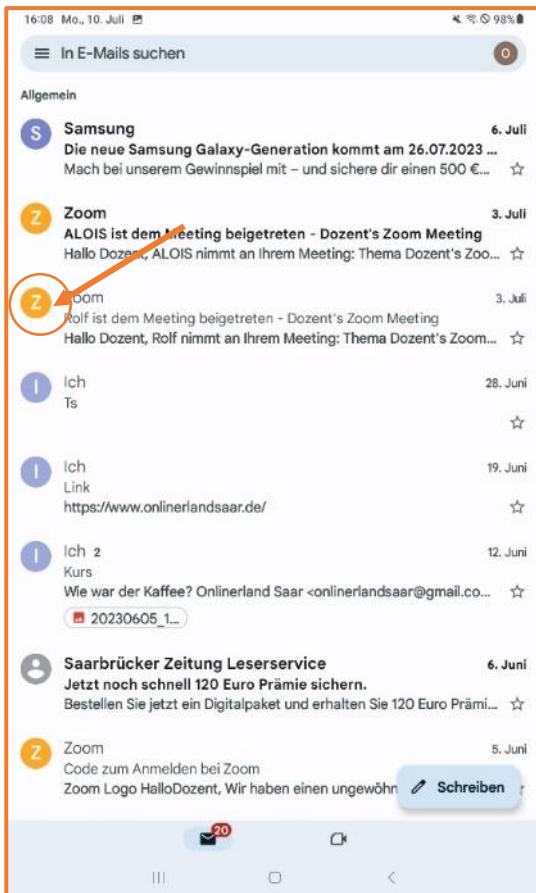 16:08 Mo., 10. Juli 98%
In E-Mails suchen O
Allgemein
S Samsung 6. Juli
Die neue Samsung Galaxy-Generation kommt am 26.07.2023 ...
Mach bei unserem Gewinnspiel mit – und sichere dir einen 500 €...
Z Zoom 3. Juli
ALOIS ist dem Meeting beigetreten - Dozent's Zoom Meeting
Hallo Dozent, ALOIS nimmt an Ihrem Meeting: Thema Dozent's Zoo...
Z Zoom 3. Juli
Rolf ist dem Meeting beigetreten - Dozent's Zoom Meeting
Hallo Dozent, Rolf nimmt an Ihrem Meeting: Thema Dozent's Zoom...
I Ich 28. Juni
Ts
I Ich 19. Juni
Link
https://www.onlinerlandsaar.de/
I Ich 2 12. Juni
Kurs
Wie war der Kaffee? Onlinerland Saar <onlinerlandsaar@gmail.co...
20230605_1...
Saarbrücker Zeitung Leserservice 6. Juni
Jetzt noch schnell 120 Euro Prämie sichern.
Bestellen Sie jetzt ein Digitalpaket und erhalten Sie 120 Euro Prämi...
Z Zoom 5. Juni
Code zum Anmelden bei Zoom
Zoom Logo HalloDozent, Wir haben einen ungewöhn
Schreiben
20